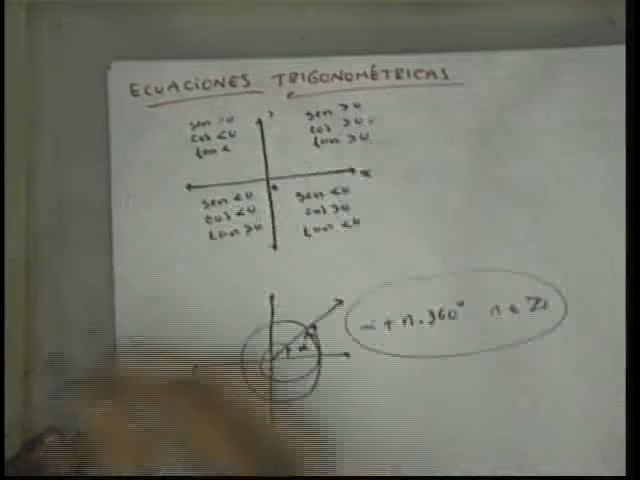 ECUACIONES TRIGONOMÉTRICAS
sen >0
cos <0
tan <
sen >0
cos >0
tan >0
x
sen <0
cos <0
tan >0
sen <0
cos >0
tan <0
α
α + n.360° n ∈ Z